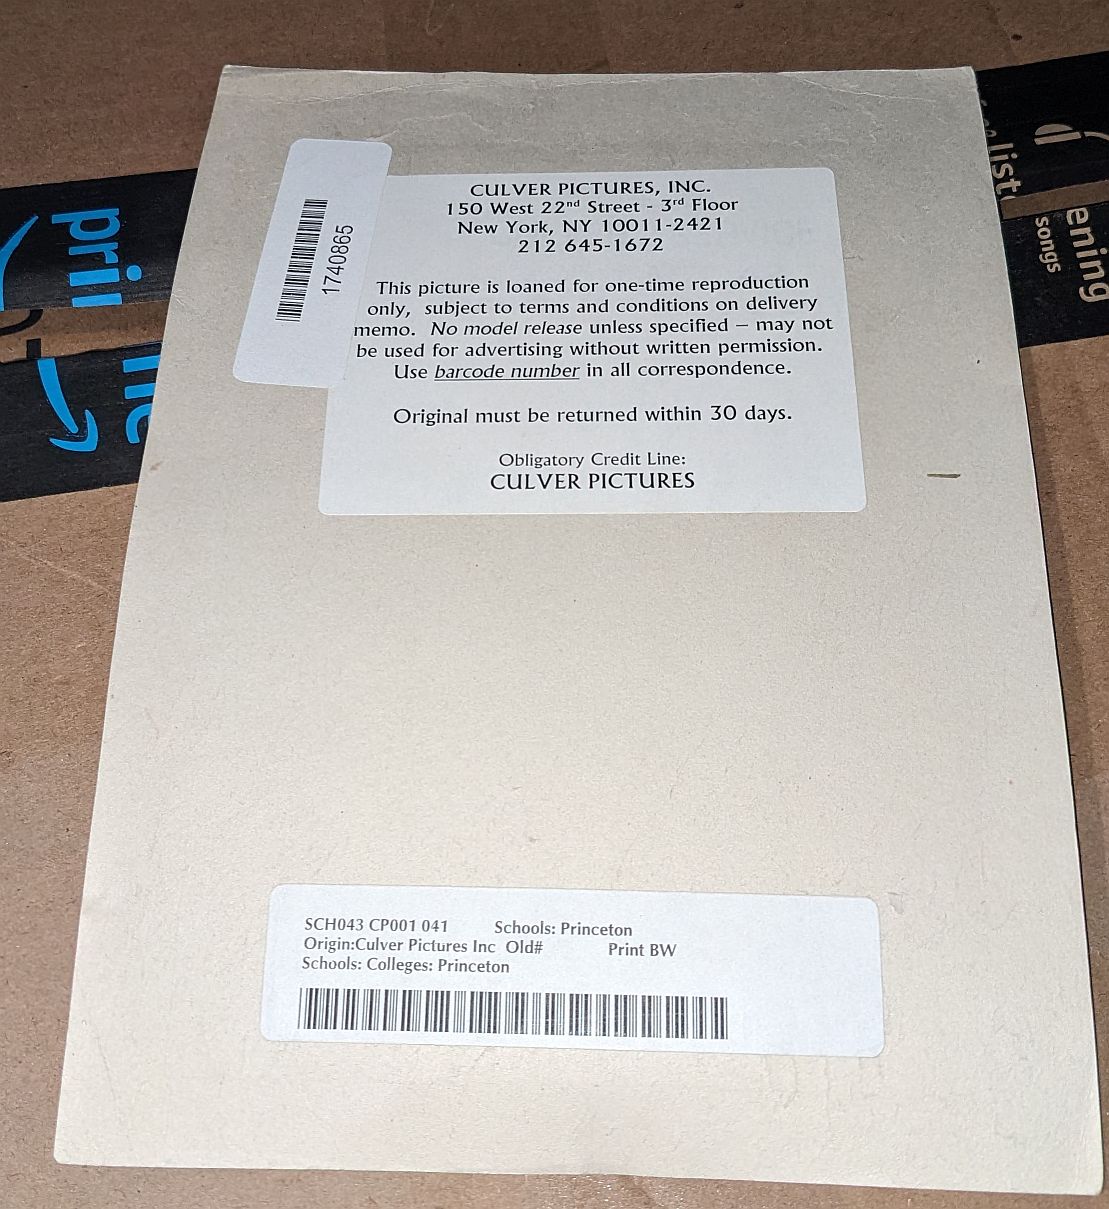 CULVER PICTURES, INC.
150 West 22nd Street - 3rd Floor
New York, NY 10011-2421
212 645-1672
This picture is loaned for one-time reproduction
only, subject to terms and conditions on delivery
memo. No model release unless specified – may not
be used for advertising without written permission.
Use barcode number in all correspondence.
Original must be returned within 30 days.
Obligatory Credit Line:
CULVER PICTURES
1740865
SCH043 CP001 041 Schools: Princeton
Origin:Culver Pictures Inc Old# Print BW
Schools: Colleges: Princeton
pril
list
ening
songs